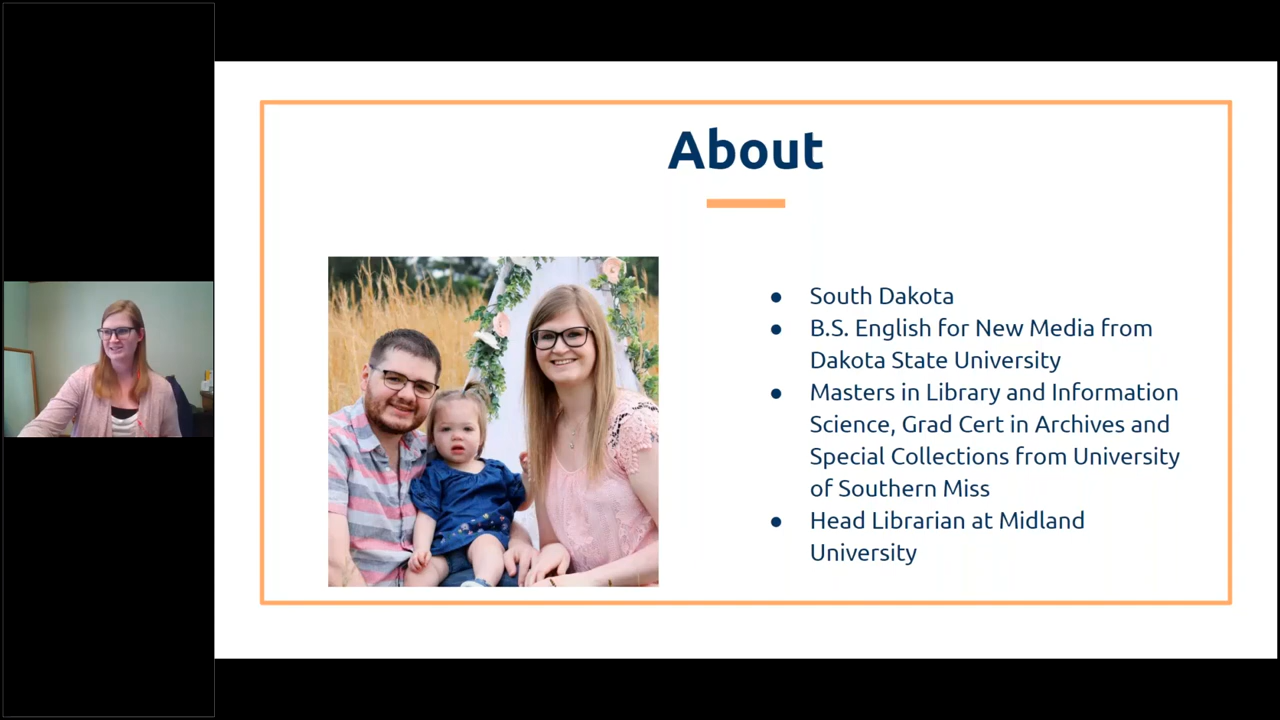 About
● South Dakota
● B.S. English for New Media from
Dakota State University
● Masters in Library and Information
Science, Grad Cert in Archives and
Special Collections from University
of Southern Miss
● Head Librarian at Midland
University